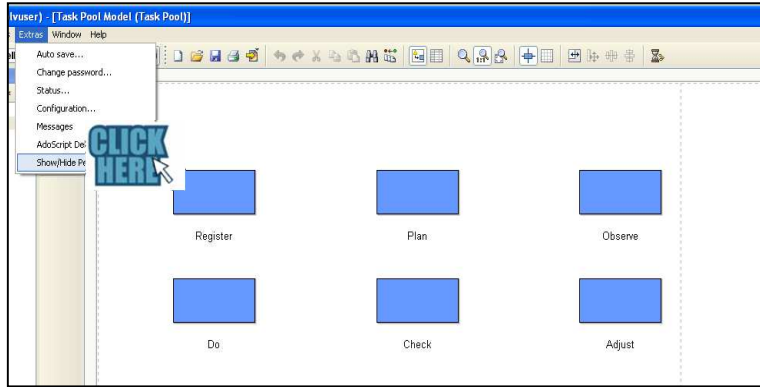 lvuser) - [Task Pool Model (Task Pool)]
Extras Window Help
Auto save...
Change password...
Status...
Configuration...
Messages
AdoScript
Show/Hide
CLICK
HERE
Register Plan Observe
Do Check Adjust